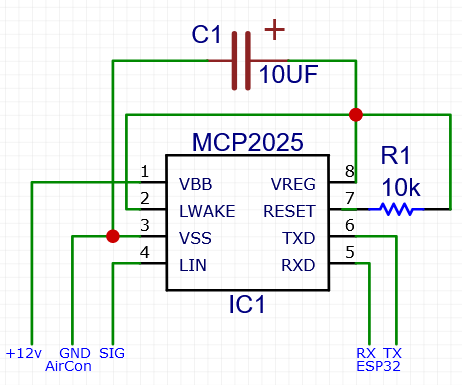 C1
+
10UF
MCP2025
R1
10k
1 VBB VREG 8
2 LWAKE RESET 7
3 VSS TXD 6
4 LIN RXD 5
IC1
+12v GND SIG RX TX
AirCon ESP32